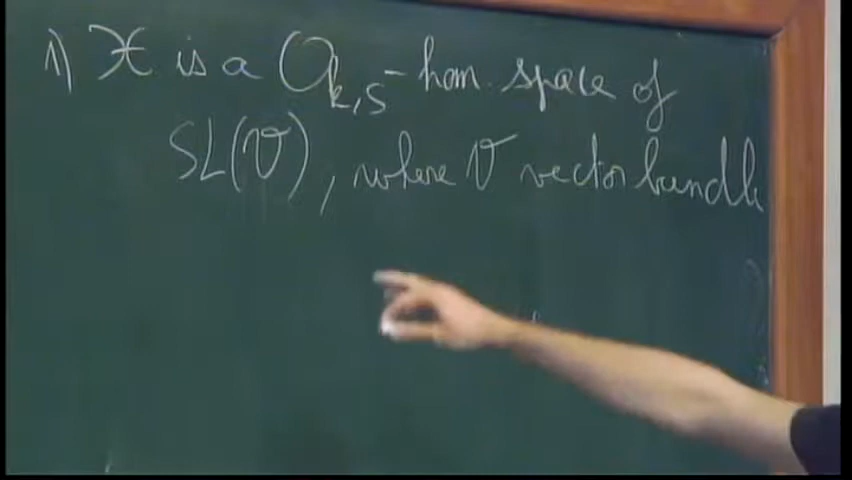 1) 𝒳 is a O_{k,S}-hom. space of
SL(𝒱), where 𝒱 vector bundle